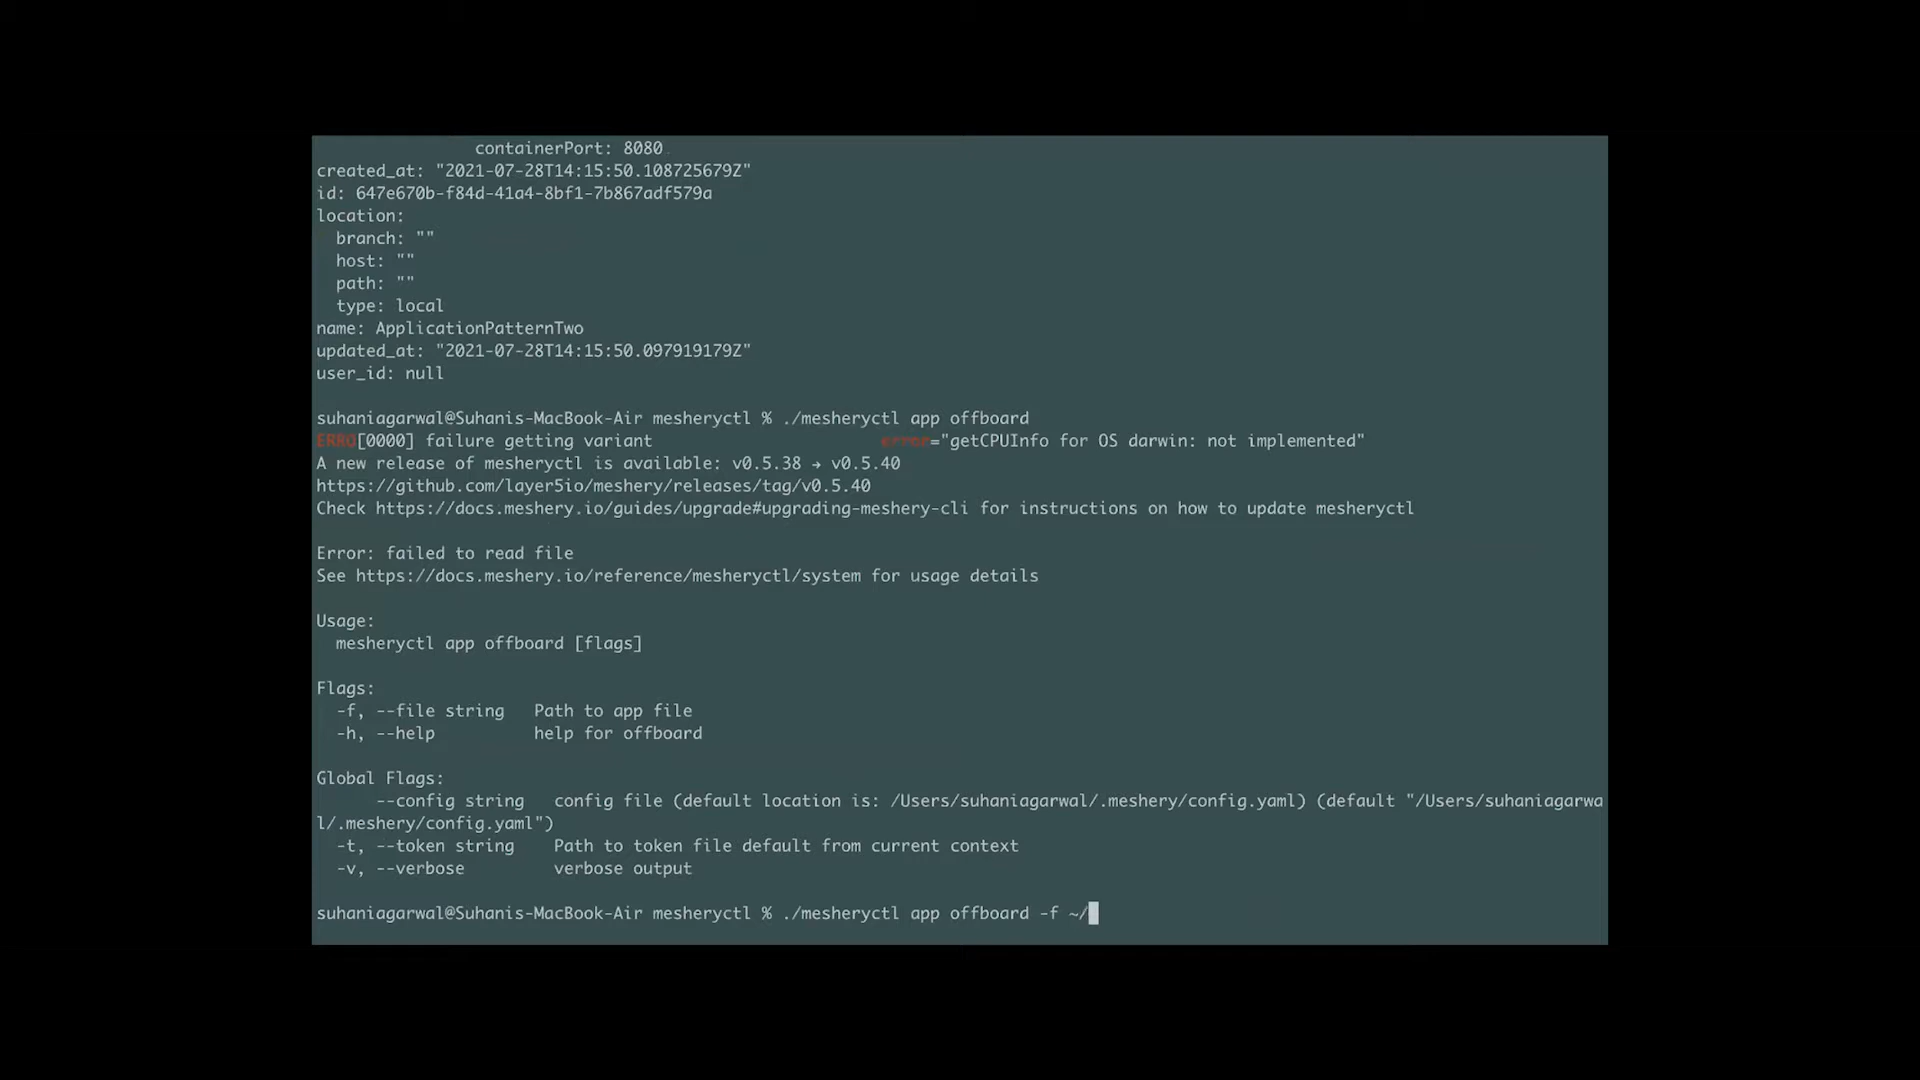 containerPort: 8080
created_at: "2021-07-28T14:15:50.108725679Z"
id: 647e670b-f84d-41a4-8bf1-7b867adf579a
location:
  branch: ""
  host: ""
  path: ""
  type: local
name: ApplicationPatternTwo
updated_at: "2021-07-28T14:15:50.097919179Z"
user_id: null
suhaniagarwal@Suhanis-MacBook-Air mesheryctl % ./mesheryctl app offboard
ERRO[0000] failure getting variant error="getCPUInfo for OS darwin: not implemented"
A new release of mesheryctl is available: v0.5.38 → v0.5.40
https://github.com/layer5io/meshery/releases/tag/v0.5.40
Check https://docs.meshery.io/guides/upgrade#upgrading-meshery-cli for instructions on how to update mesheryctl
Error: failed to read file
See https://docs.meshery.io/reference/mesheryctl/system for usage details
Usage:
  mesheryctl app offboard [flags]
Flags:
  -f, --file string   Path to app file
  -h, --help          help for offboard
Global Flags:
      --config string   config file (default location is: /Users/suhaniagarwal/.meshery/config.yaml) (default "/Users/suhaniagarwa
l/.meshery/config.yaml")
  -t, --token string    Path to token file default from current context
  -v, --verbose         verbose output
suhaniagarwal@Suhanis-MacBook-Air mesheryctl % ./mesheryctl app offboard -f ~/